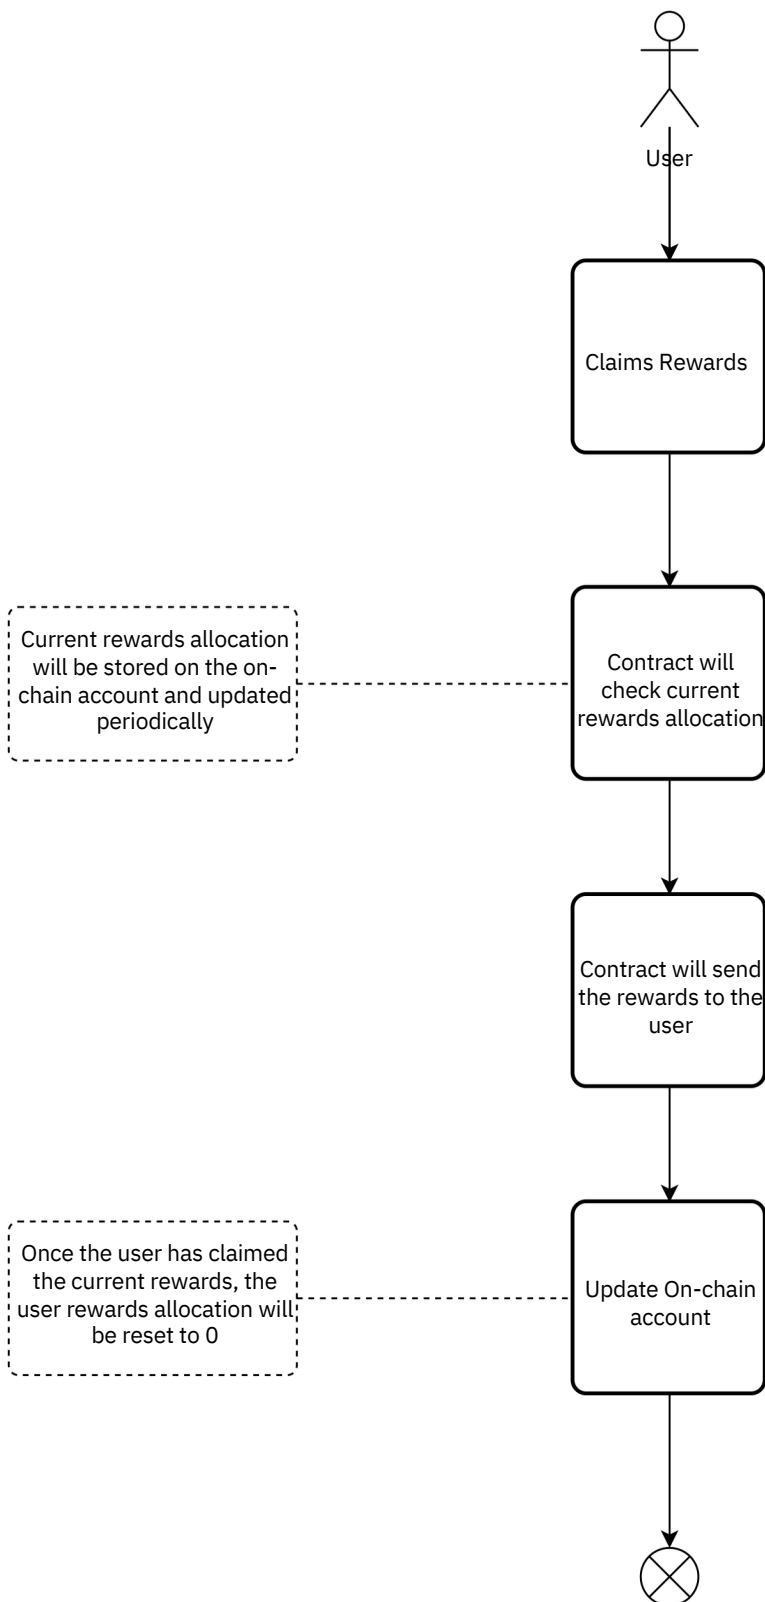 User
Claims Rewards
Current rewards allocation
will be stored on the on-
chain account and updated
periodically
Contract will
check current
rewards allocation
Contract will send
the rewards to the
user
Once the user has claimed
the current rewards, the
user rewards allocation will
be reset to 0
Update On-chain
account